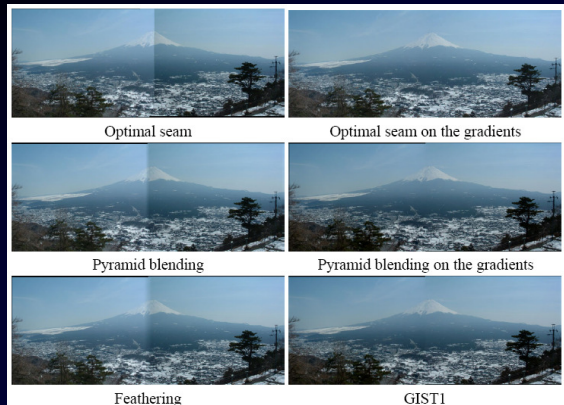 Optimal seam
Optimal seam on the gradients
Pyramid blending
Pyramid blending on the gradients
Feathering
GIST1